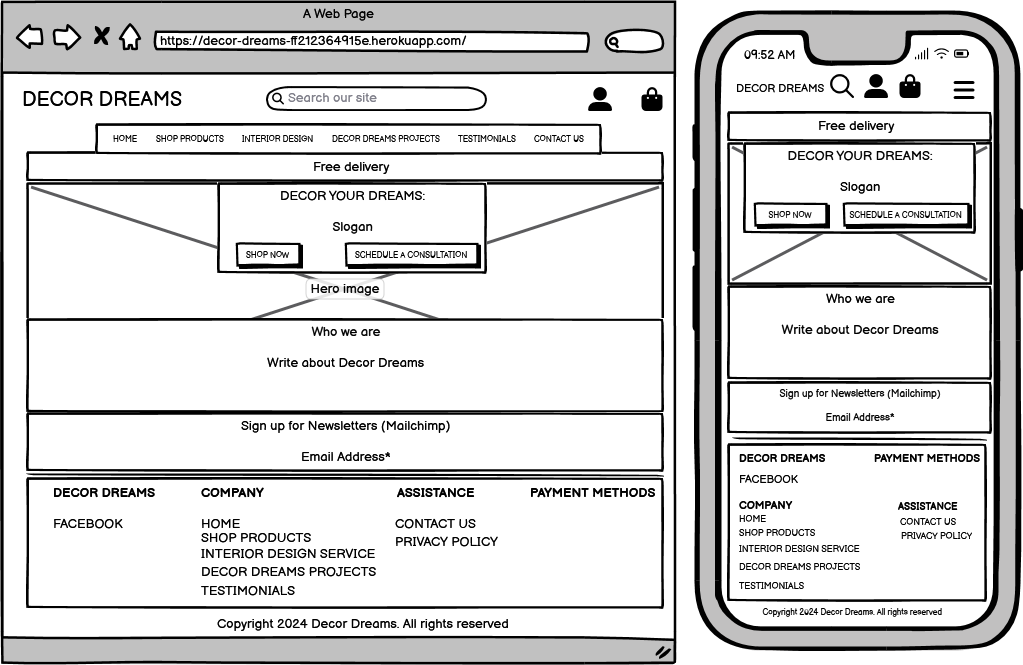 A Web Page
https://decor-dreams-ff212364915e.herokuapp.com/
DECOR DREAMS
Search our site
HOME SHOP PRODUCTS INTERIOR DESIGN DECOR DREAMS PROJECTS TESTIMONIALS CONTACT US
Free delivery
DECOR YOUR DREAMS:
Slogan
SHOP NOW SCHEDULE A CONSULTATION
Hero image
Who we are
Write about Decor Dreams
Sign up for Newsletters (Mailchimp)
Email Address*
DECOR DREAMS COMPANY ASSISTANCE PAYMENT METHODS
FACEBOOK HOME CONTACT US
SHOP PRODUCTS PRIVACY POLICY
INTERIOR DESIGN SERVICE
DECOR DREAMS PROJECTS
TESTIMONIALS
Copyright 2024 Decor Dreams. All rights reserved
09:52 AM
DECOR DREAMS
Free delivery
DECOR YOUR DREAMS:
Slogan
SHOP NOW SCHEDULE A CONSULTATION
Who we are
Write about Decor Dreams
Sign up for Newsletters (Mailchimp)
Email Address*
DECOR DREAMS PAYMENT METHODS
FACEBOOK
COMPANY ASSISTANCE
HOME CONTACT US
SHOP PRODUCTS PRIVACY POLICY
INTERIOR DESIGN SERVICE
DECOR DREAMS PROJECTS
TESTIMONIALS
Copyright 2024 Decor Dreams. All rights reserved